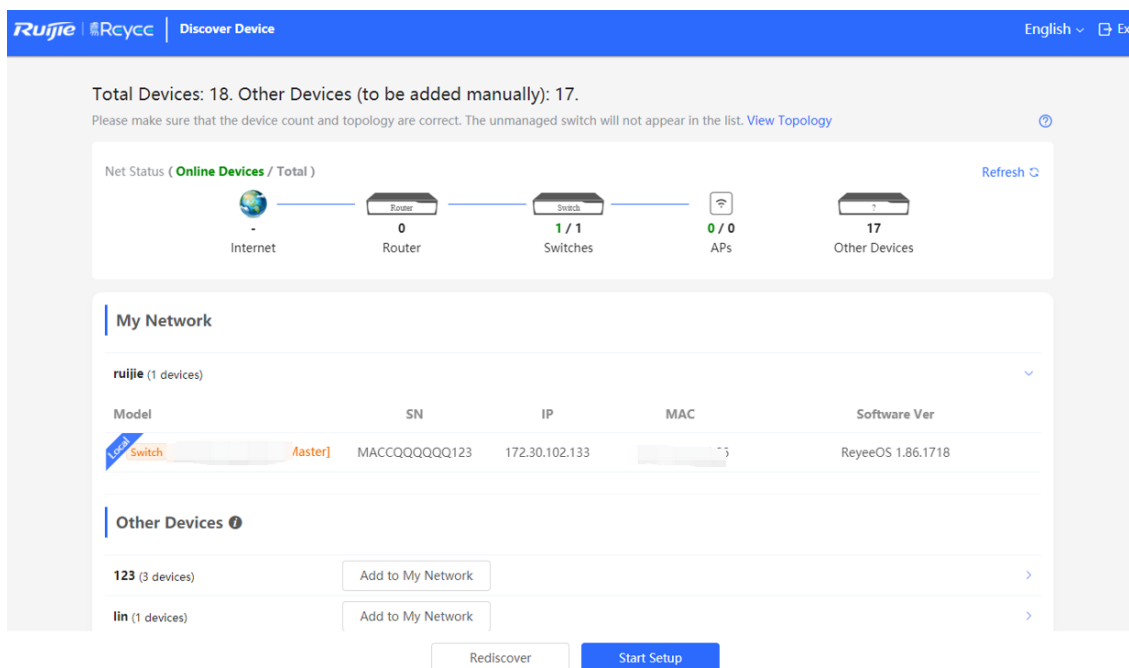 Ruijie Reyee Discover Device English Ex
Total Devices: 18. Other Devices (to be added manually): 17.
Please make sure that the device count and topology are correct. The unmanaged switch will not appear in the list. View Topology
Net Status ( Online Devices / Total ) Refresh
Router Switch ?
- 0 1 / 1 0 / 0 17
Internet Router Switches APs Other Devices
My Network
ruijie (1 devices)
Model SN IP MAC Software Ver
Local Switch Master] MACCQQQQQQ123 172.30.102.133 ReyeeOS 1.86.1718
Other Devices
123 (3 devices) Add to My Network
lin (1 devices) Add to My Network
Rediscover Start Setup